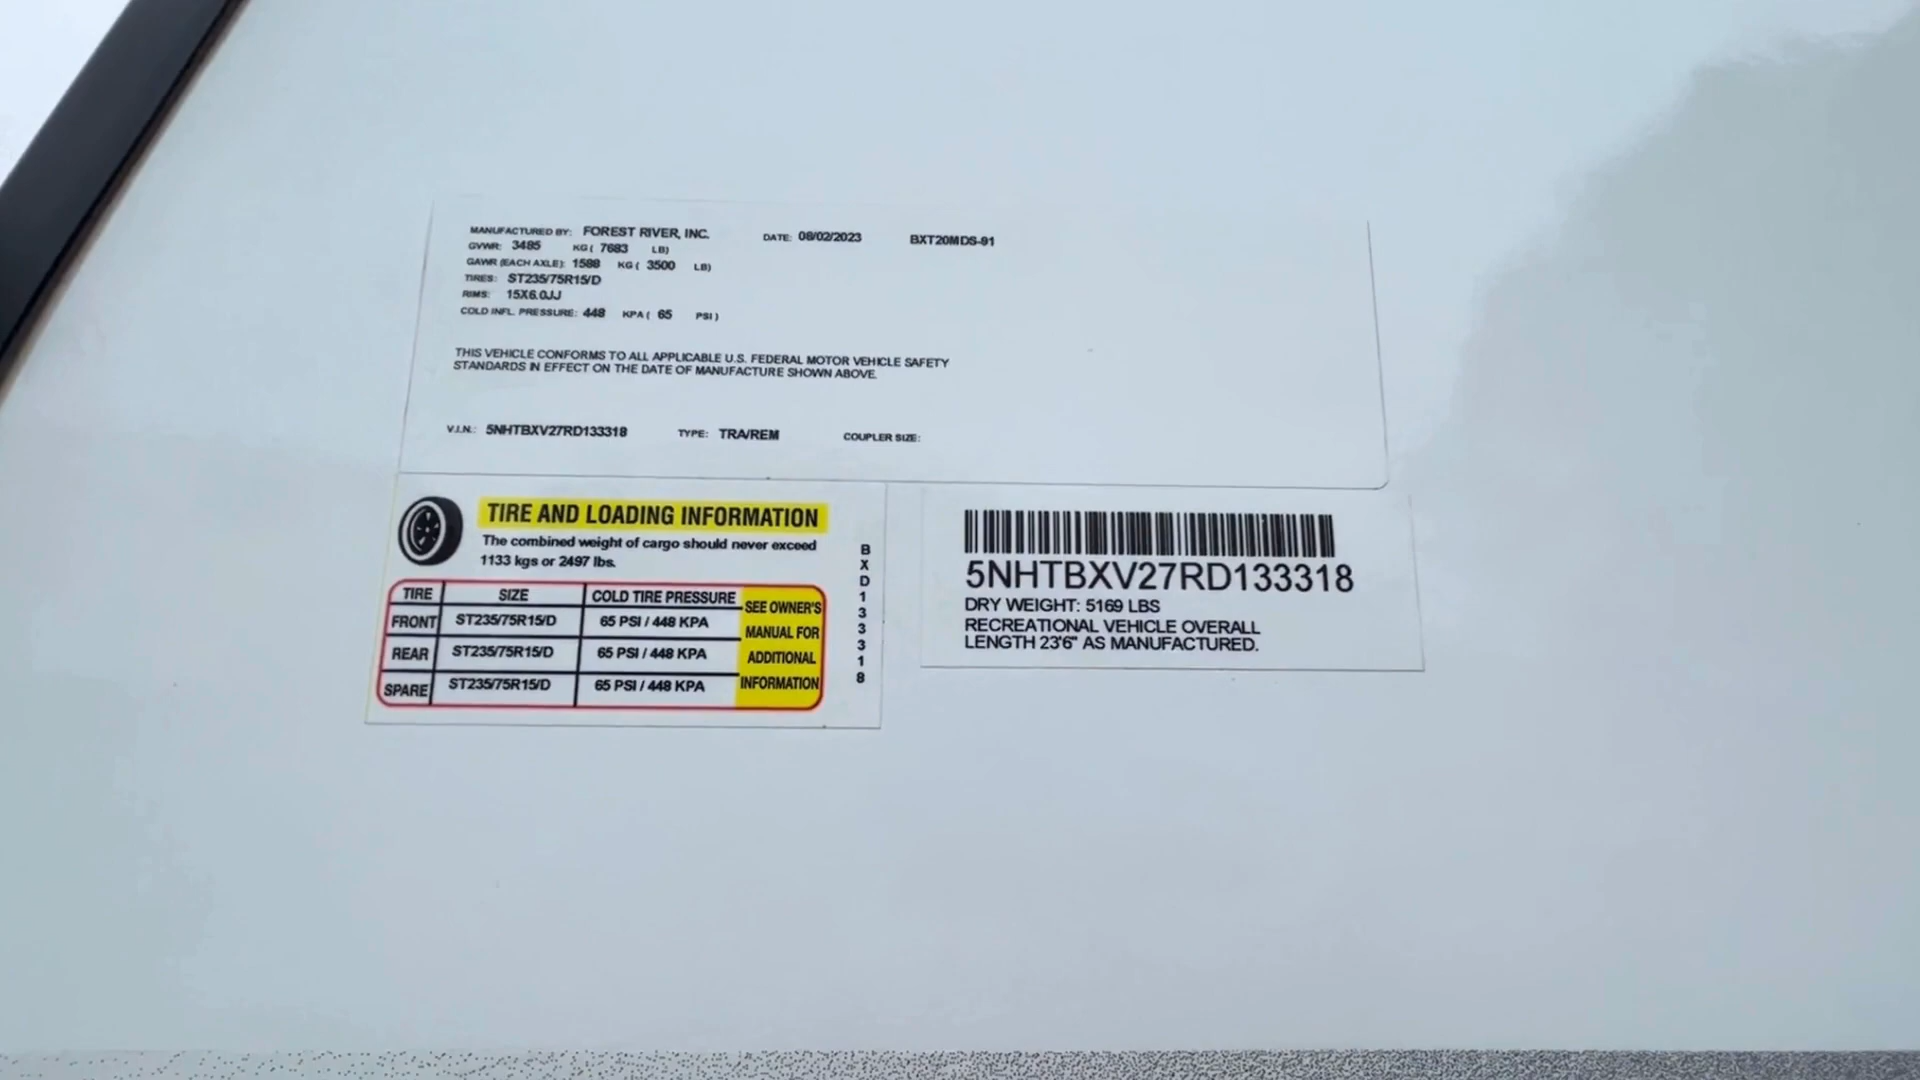 MANUFACTURED BY: FOREST RIVER, INC. DATE: 08/02/2023 BXT20MDS-91
GVWR: 3485 KG ( 7683 LB)
GAWR (EACH AXLE): 1588 KG ( 3500 LB)
TIRES: ST235/75R15/D
RIMS: 15X6.0JJ
COLD INFL. PRESSURE: 448 KPA ( 65 PSI )
THIS VEHICLE CONFORMS TO ALL APPLICABLE U.S. FEDERAL MOTOR VEHICLE SAFETY
STANDARDS IN EFFECT ON THE DATE OF MANUFACTURE SHOWN ABOVE.
V.I.N.: 5NHTBXV27RD133318 TYPE: TRA/REM COUPLER SIZE:
TIRE AND LOADING INFORMATION
The combined weight of cargo should never exceed
1133 kgs or 2497 lbs.
TIRE SIZE COLD TIRE PRESSURE
FRONT ST235/75R15/D 65 PSI / 448 KPA
REAR ST235/75R15/D 65 PSI / 448 KPA
SPARE ST235/75R15/D 65 PSI / 448 KPA
SEE OWNER'S
MANUAL FOR
ADDITIONAL
INFORMATION
BXD133318
5NHTBXV27RD133318
DRY WEIGHT: 5169 LBS
RECREATIONAL VEHICLE OVERALL
LENGTH 23'6" AS MANUFACTURED.